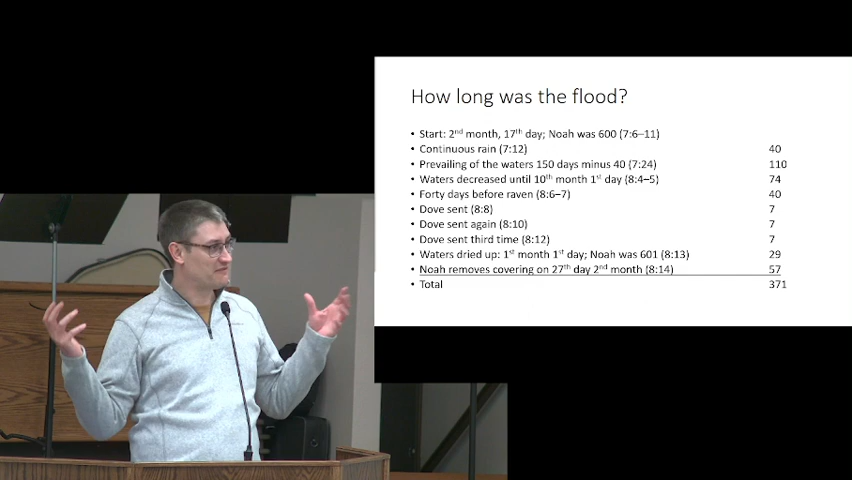 How long was the flood?
• Start: 2nd month, 17th day; Noah was 600 (7:6–11)
• Continuous rain (7:12) 40
• Prevailing of the waters 150 days minus 40 (7:24) 110
• Waters decreased until 10th month 1st day (8:4–5) 74
• Forty days before raven (8:6–7) 40
• Dove sent (8:8) 7
• Dove sent again (8:10) 7
• Dove sent third time (8:12) 7
• Waters dried up: 1st month 1st day; Noah was 601 (8:13) 29
• Noah removes covering on 27th day 2nd month (8:14) 57
• Total 371